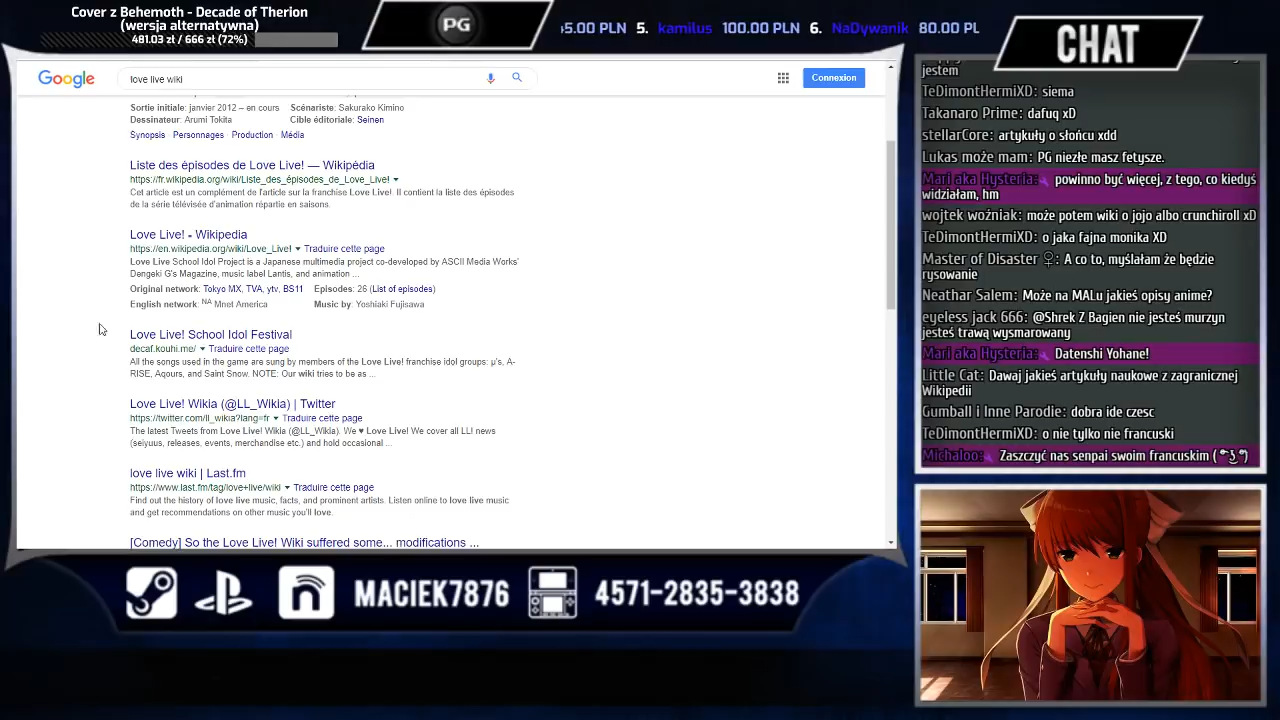 Cover z Behemoth - Decade of Therion
(wersja alternatywna)
481.03 zł / 666 zł (72%)
PG
45.00 PLN 5. kamilus 100.00 PLN 6. NaDywanik 80.00 PL
CHAT
Google
love live wiki
Connexion
Sortie initiale: janvier 2012 – en cours Scénariste: Sakurako Kimino
Dessinateur: Arumi Tokita Cible éditoriale: Seinen
Synopsis · Personnages · Production · Média
Liste des épisodes de Love Live! — Wikipédia
https://fr.wikipedia.org/wiki/Liste_des_épisodes_de_Love_Live!
Cet article est un complément de l'article sur la franchise Love Live!. Il contient la liste des épisodes
de la série télévisée d'animation répartie en saisons.
Love Live! - Wikipedia
https://en.wikipedia.org/wiki/Love_Live! Traduire cette page
Love Live! School Idol Project is a Japanese multimedia project co-developed by ASCII Media Works'
Dengeki G's Magazine, music label Lantis, and animation ...
Original network: Tokyo MX, TVA, ytv, BS11 Episodes: 26 (List of episodes)
English network: NA Mnet America Music by: Yoshiaki Fujisawa
Love Live! School Idol Festival
decaf.kouhi.me/ Traduire cette page
All the songs used in the game are sung by members of the Love Live! franchise idol groups: μ's, A-
RISE, Aqours, and Saint Snow. NOTE: Our wiki tries to be as ...
Love Live! Wikia (@LL_Wikia) | Twitter
https://twitter.com/ll_wikia?lang=fr Traduire cette page
The latest Tweets from Love Live! Wikia (@LL_Wikia). We ♥ Love Live! We cover all LL! news
(seiyuus, releases, events, merchandise etc.) and hold occasional ...
love live wiki | Last.fm
https://www.last.fm/tag/love+live/wiki Traduire cette page
Find out the history of love live music, facts, and prominent artists. Listen online to love live music
and get recommendations on other music you'll love.
[Comedy] So the Love Live! Wiki suffered some... modifications ...
jestem
TeDimontHermiXD: siema
Takanaro Prime: dafuq xD
stellarCore: artykuły o słońcu xdd
Lukas może mam: PG niezłe masz fetysze.
Mari aka Hysteria: powinno być więcej, z tego, co kiedyś
widziałam, hm
wojtek woźniak: może potem wiki o jojo albo crunchiroll xD
TeDimontHermiXD: o jaka fajna monika XD
Master of Disaster ♀: A co to, myślałam że będzie
rysowanie
Neathar Salem: Może na MALu jakieś opisy anime?
eyeless jack 666: @Shrek Z Bagien nie jesteś murzyn
jesteś trawą wysmarowany
Mari aka Hysteria: Datenshi Yohane!
Little Cat: Dawaj jakieś artykuły naukowe z zagranicznej
Wikipedii
Gumball i Inne Parodie: dobra ide czesc
TeDimontHermiXD: o nie tylko nie francuski
Michaloo: Zaszczyć nas senpai swoim francuskim ( ͡° ͜ʖ ͡°)
MACIEK7876
4571-2835-3838